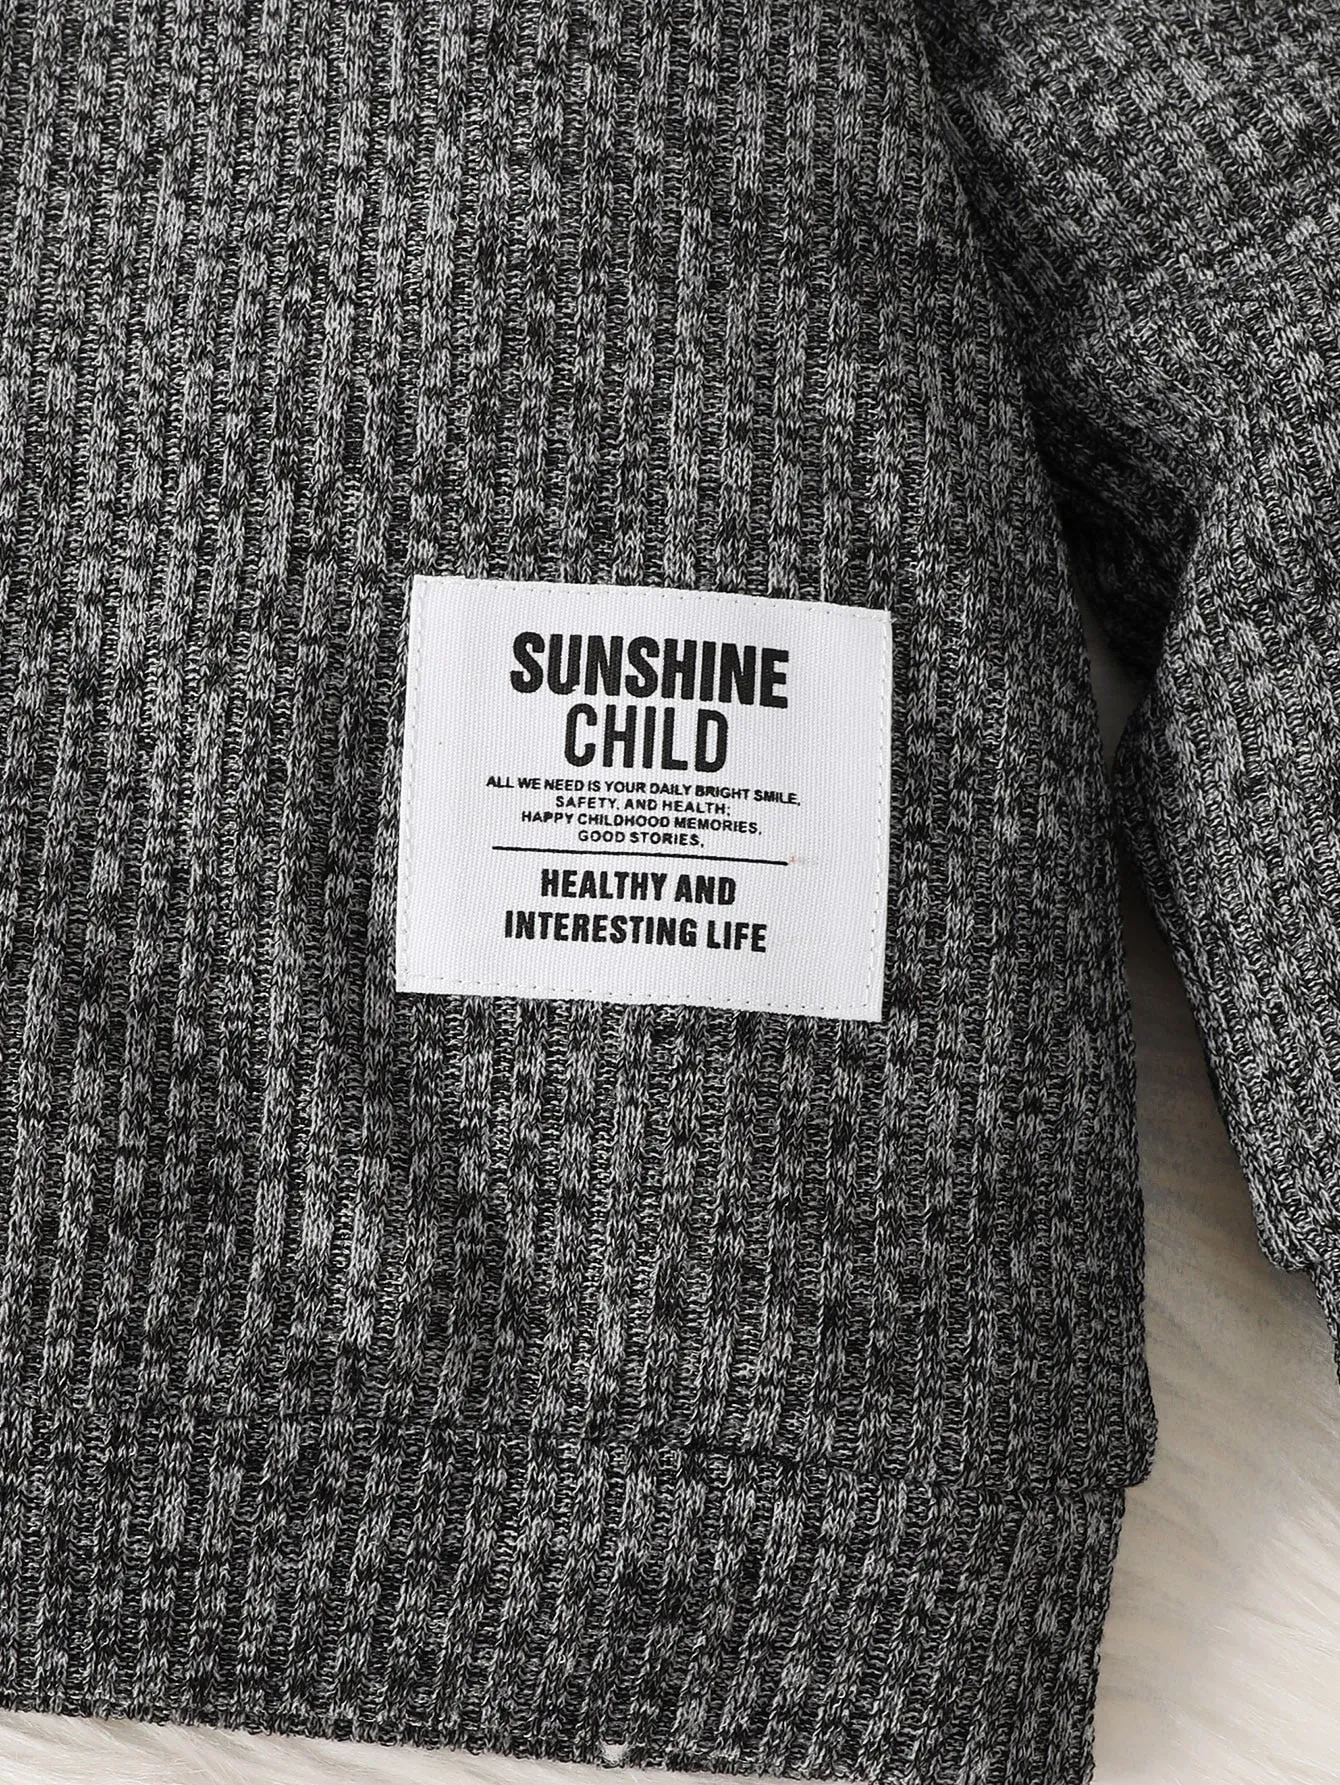 SUNSHINE
CHILD
ALL WE NEED IS YOUR DAILY BRIGHT SMILE,
SAFETY, AND HEALTH;
HAPPY CHILDHOOD MEMORIES,
GOOD STORIES,
HEALTHY AND
INTERESTING LIFE